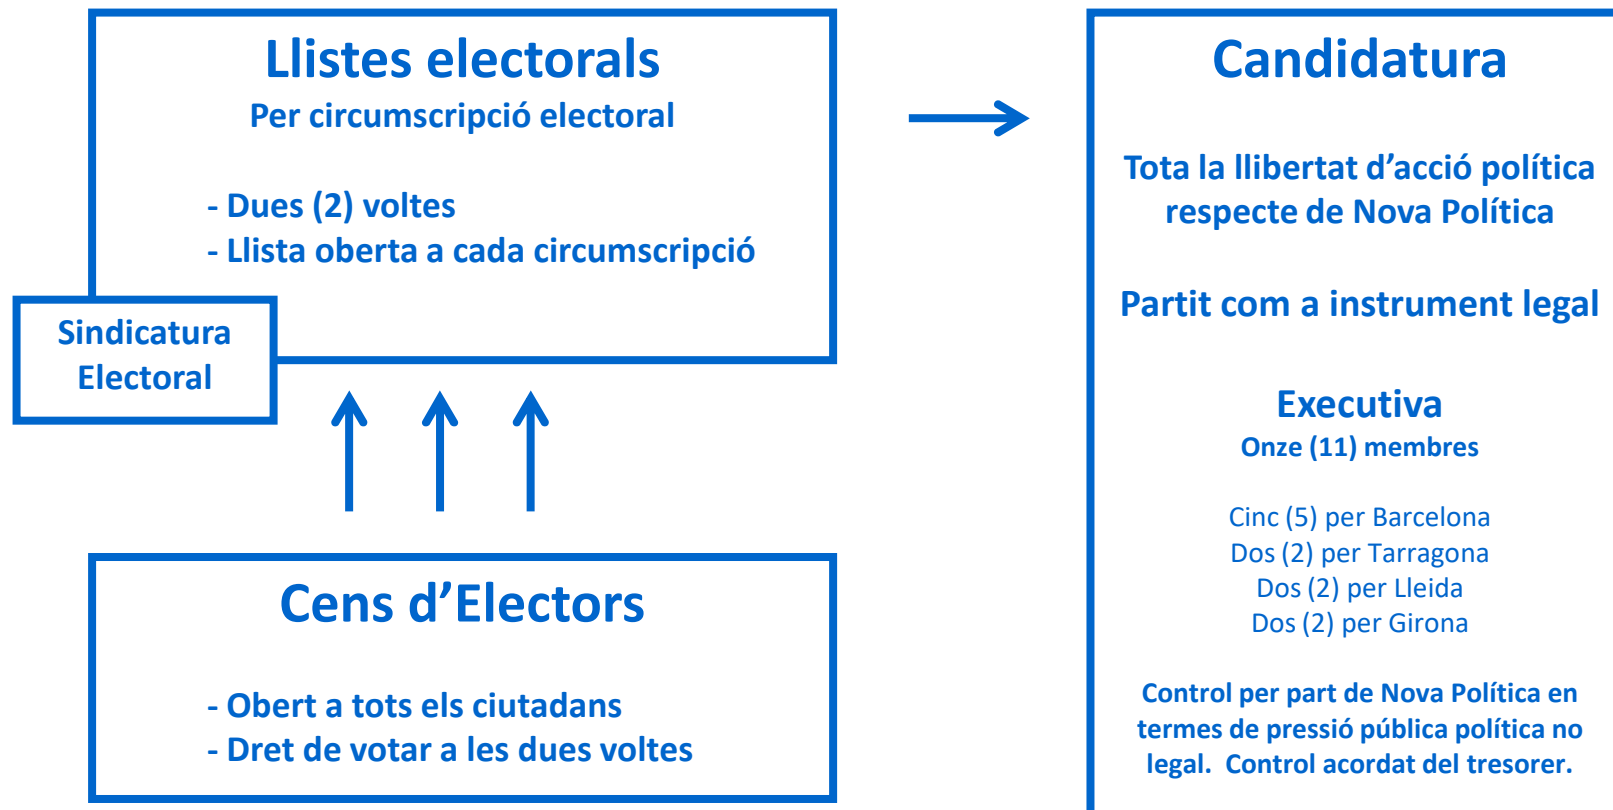 Llistes electorals
Per circumscripció electoral
- Dues (2) voltes
- Llista oberta a cada circumscripció
Sindicatura
Electoral
Cens d’Electors
- Obert a tots els ciutadans
- Dret de votar a les dues voltes
Candidatura
Tota la llibertat d’acció política
respecte de Nova Política
Partit com a instrument legal
Executiva
Onze (11) membres
Cinc (5) per Barcelona
Dos (2) per Tarragona
Dos (2) per Lleida
Dos (2) per Girona
Control per part de Nova Política en
termes de pressió pública política no
legal.  Control acordat del tresorer.